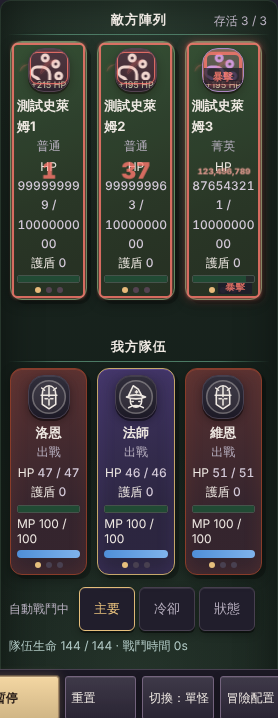 敵方陣列
存活 3 / 3
+215 HP
測試史萊
姆1
普通
HP
1
99999999
9 /
10000000
00
護盾 0
+195 HP
測試史萊
姆2
普通
HP
37
99999996
3 /
10000000
00
護盾 0
暴擊
+195 HP
測試史萊
姆3
菁英
HP
123,456,789
87654321
1 /
10000000
00
護盾 0
暴擊
我方隊伍
洛恩
出戰
HP 47 / 47
護盾 0
MP 100 /
100
法師
出戰
HP 46 / 46
護盾 0
MP 100 /
100
維恩
出戰
HP 51 / 51
護盾 0
MP 100 /
100
自動戰鬥中
主要
冷卻
狀態
隊伍生命 144 / 144 · 戰鬥時間 0s
暫停
重置
切換：單怪
冒險配置